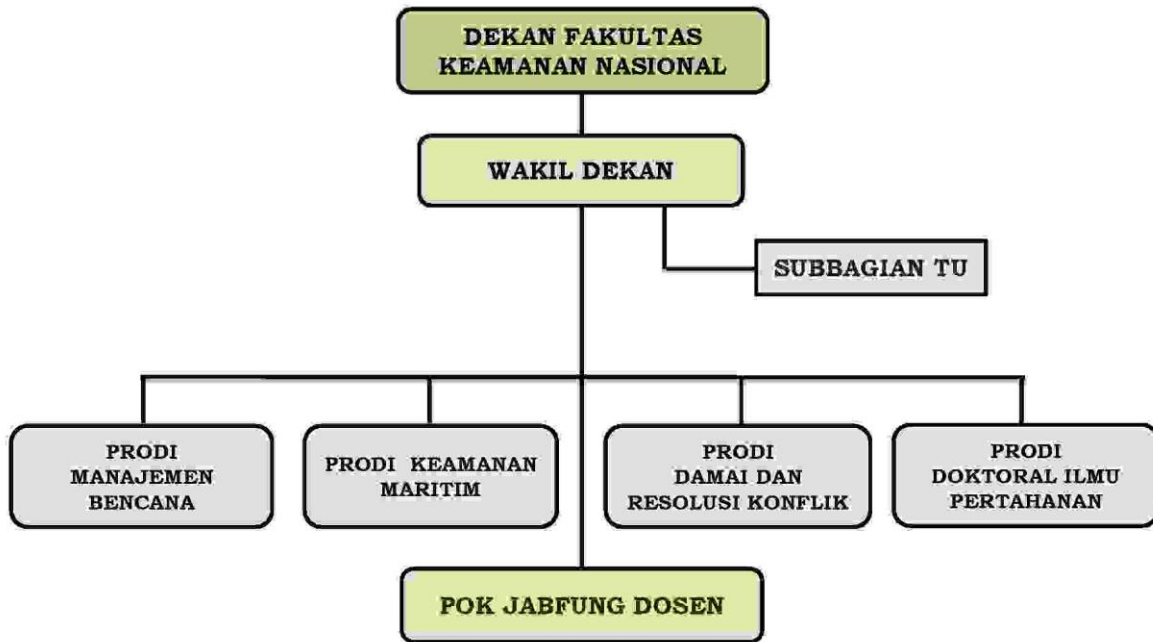 DEKAN FAKULTAS
KEAMANAN NASIONAL
WAKIL DEKAN
SUBBAGIAN TU
PRODI
MANAJEMEN
BENCANA
PRODI KEAMANAN
MARITIM
PRODI
DAMAI DAN
RESOLUSI KONFLIK
PRODI
DOKTORAL ILMU
PERTAHANAN
POK JABFUNG DOSEN